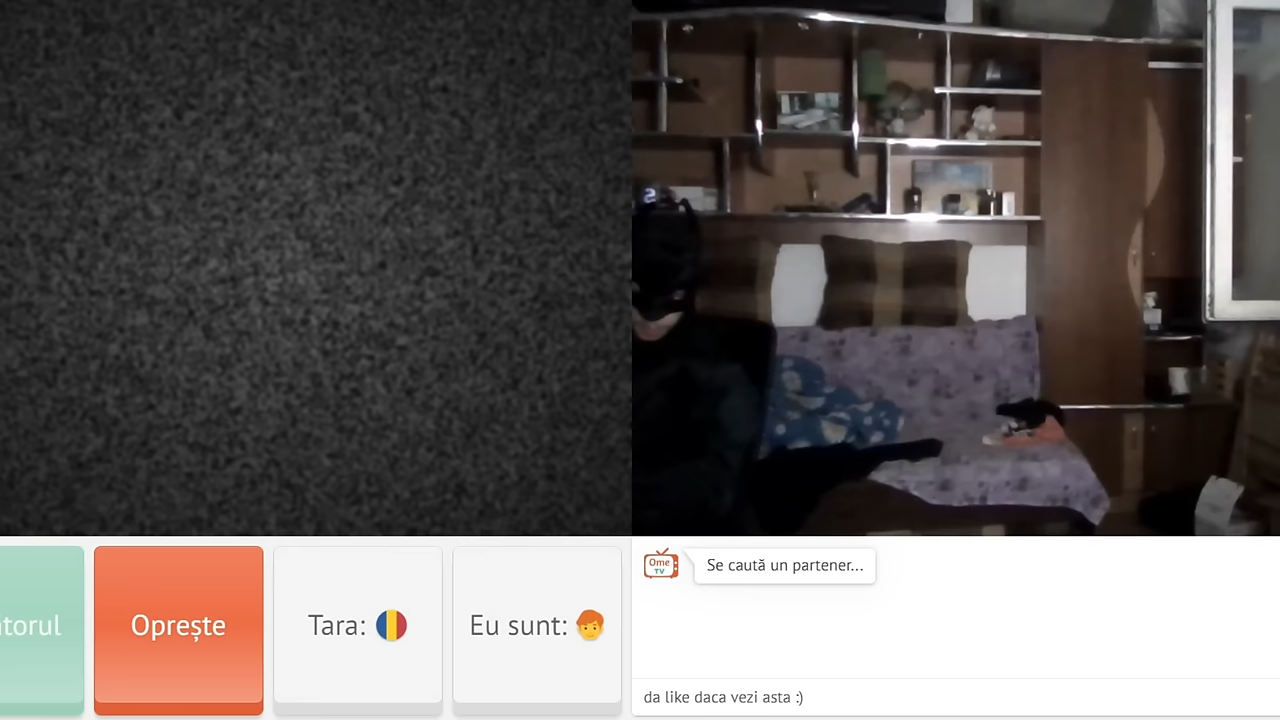 Ome
TV
Se caută un partener...
torul
Oprește
Tara:
Eu sunt:
da like daca vezi asta :)